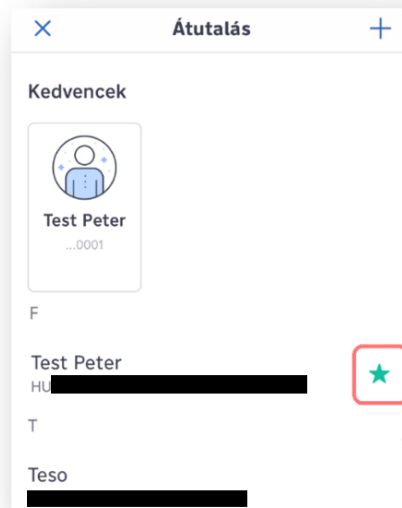 Átutalás
Kedvencek
Test Peter
...0001
F
Test Peter
HU
T
Teso